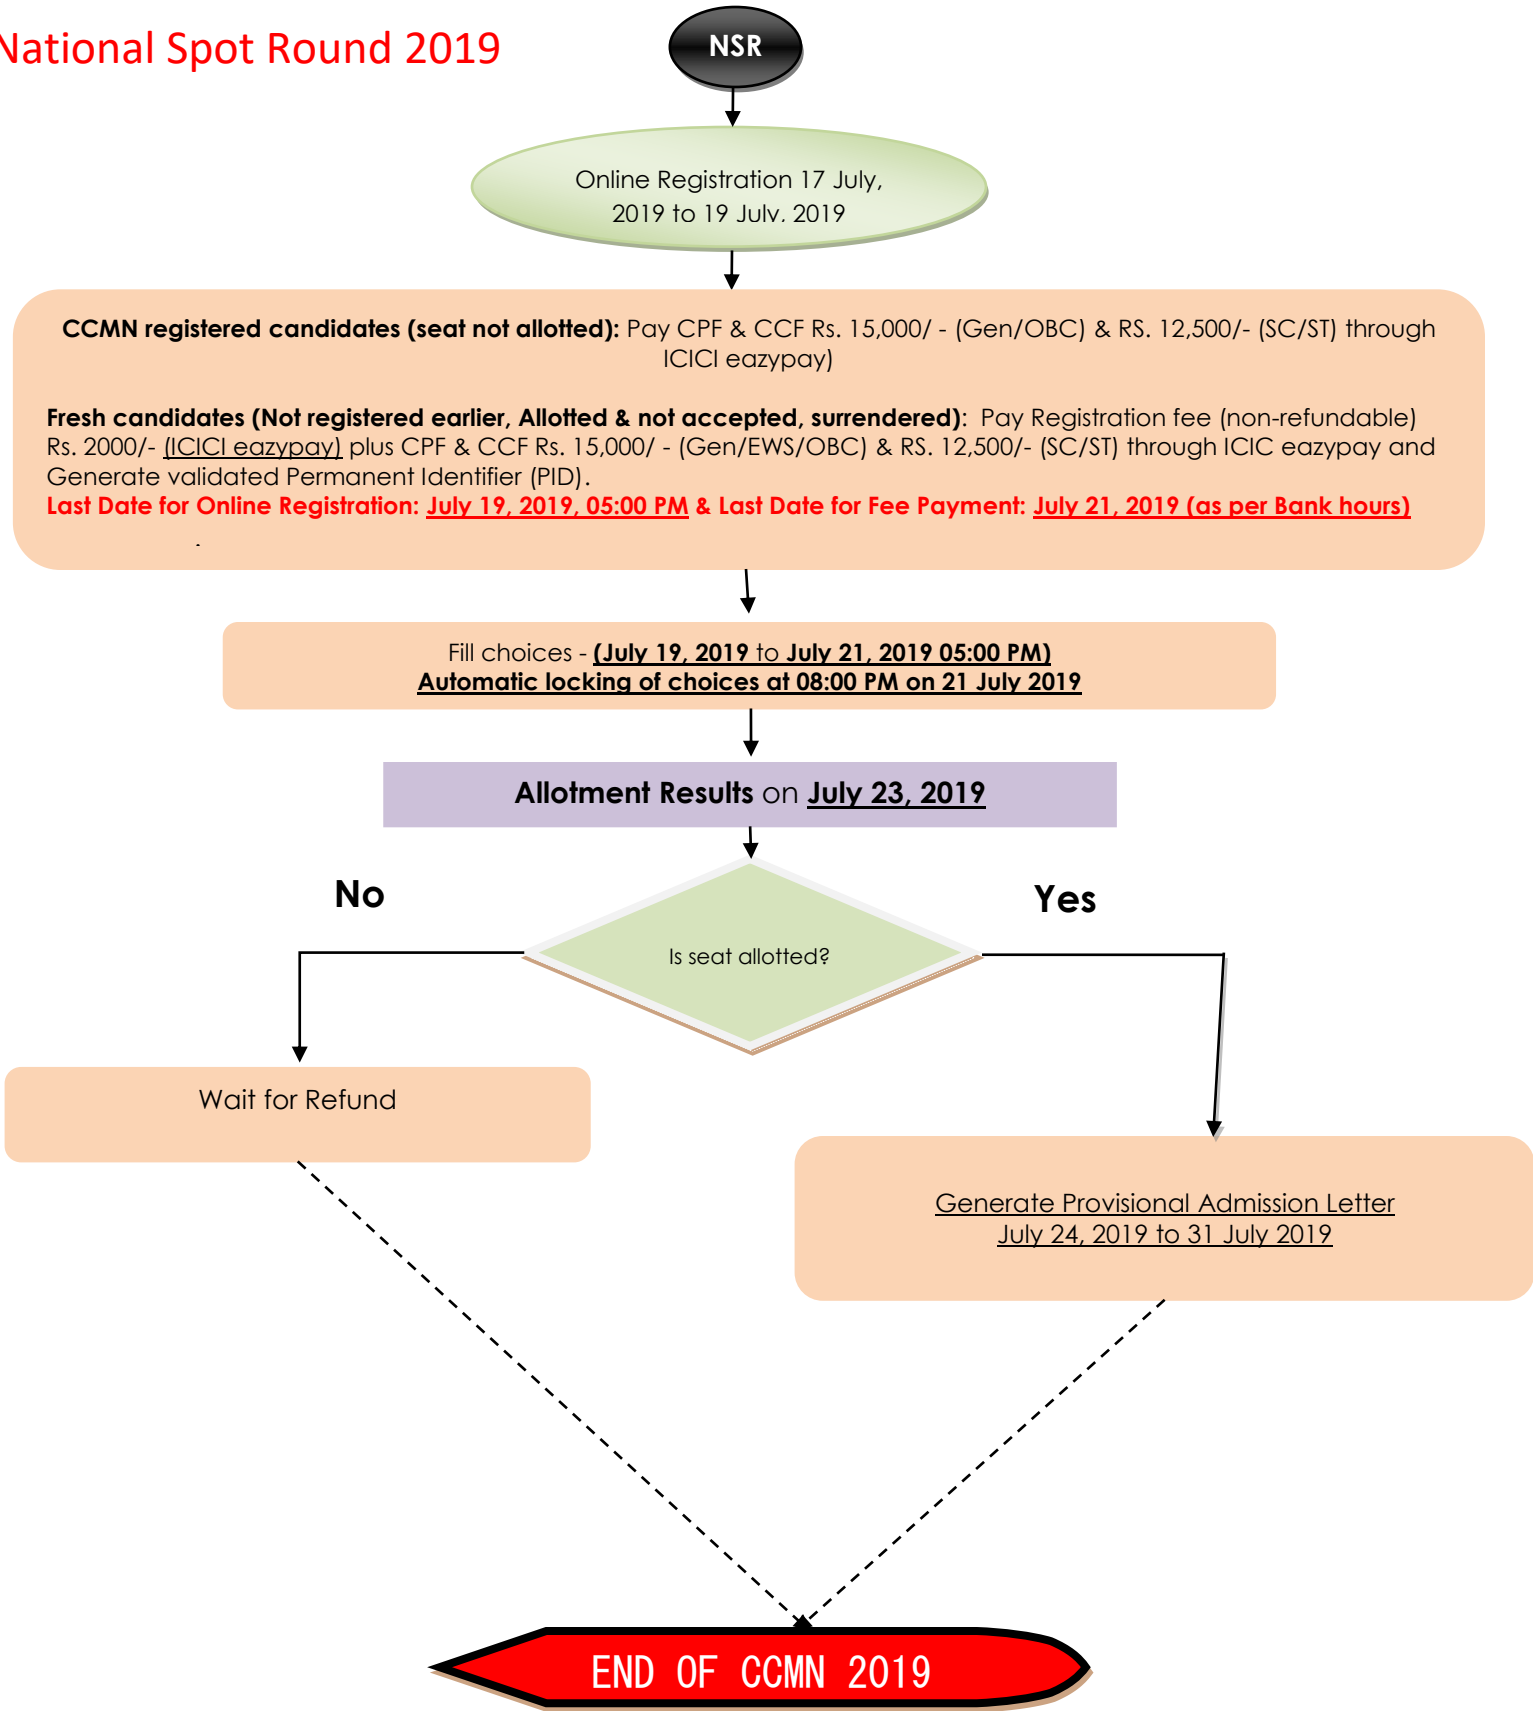 National Spot Round 2019
NSR
Online Registration 17 July,
2019 to 19 July, 2019
CCMN registered candidates (seat not allotted): Pay CPF & CCF Rs. 15,000/ - (Gen/OBC) & RS. 12,500/- (SC/ST) through
ICICI eazypay)
Fresh candidates (Not registered earlier, Allotted & not accepted, surrendered):  Pay Registration fee (non-refundable)
Rs. 2000/- (ICICI eazypay) plus CPF & CCF Rs. 15,000/ - (Gen/EWS/OBC) & RS. 12,500/- (SC/ST) through ICIC eazypay and
Generate validated Permanent Identifier (PID).
Last Date for Online Registration: July 19, 2019, 05:00 PM & Last Date for Fee Payment: July 21, 2019 (as per Bank hours)
.
Fill choices - (July 19, 2019 to July 21, 2019 05:00 PM)
Automatic locking of choices at 08:00 PM on 21 July 2019
Allotment Results on July 23, 2019
No
Yes
Is seat allotted?
Wait for Refund
Generate Provisional Admission Letter
July 24, 2019 to 31 July 2019
END OF CCMN 2019